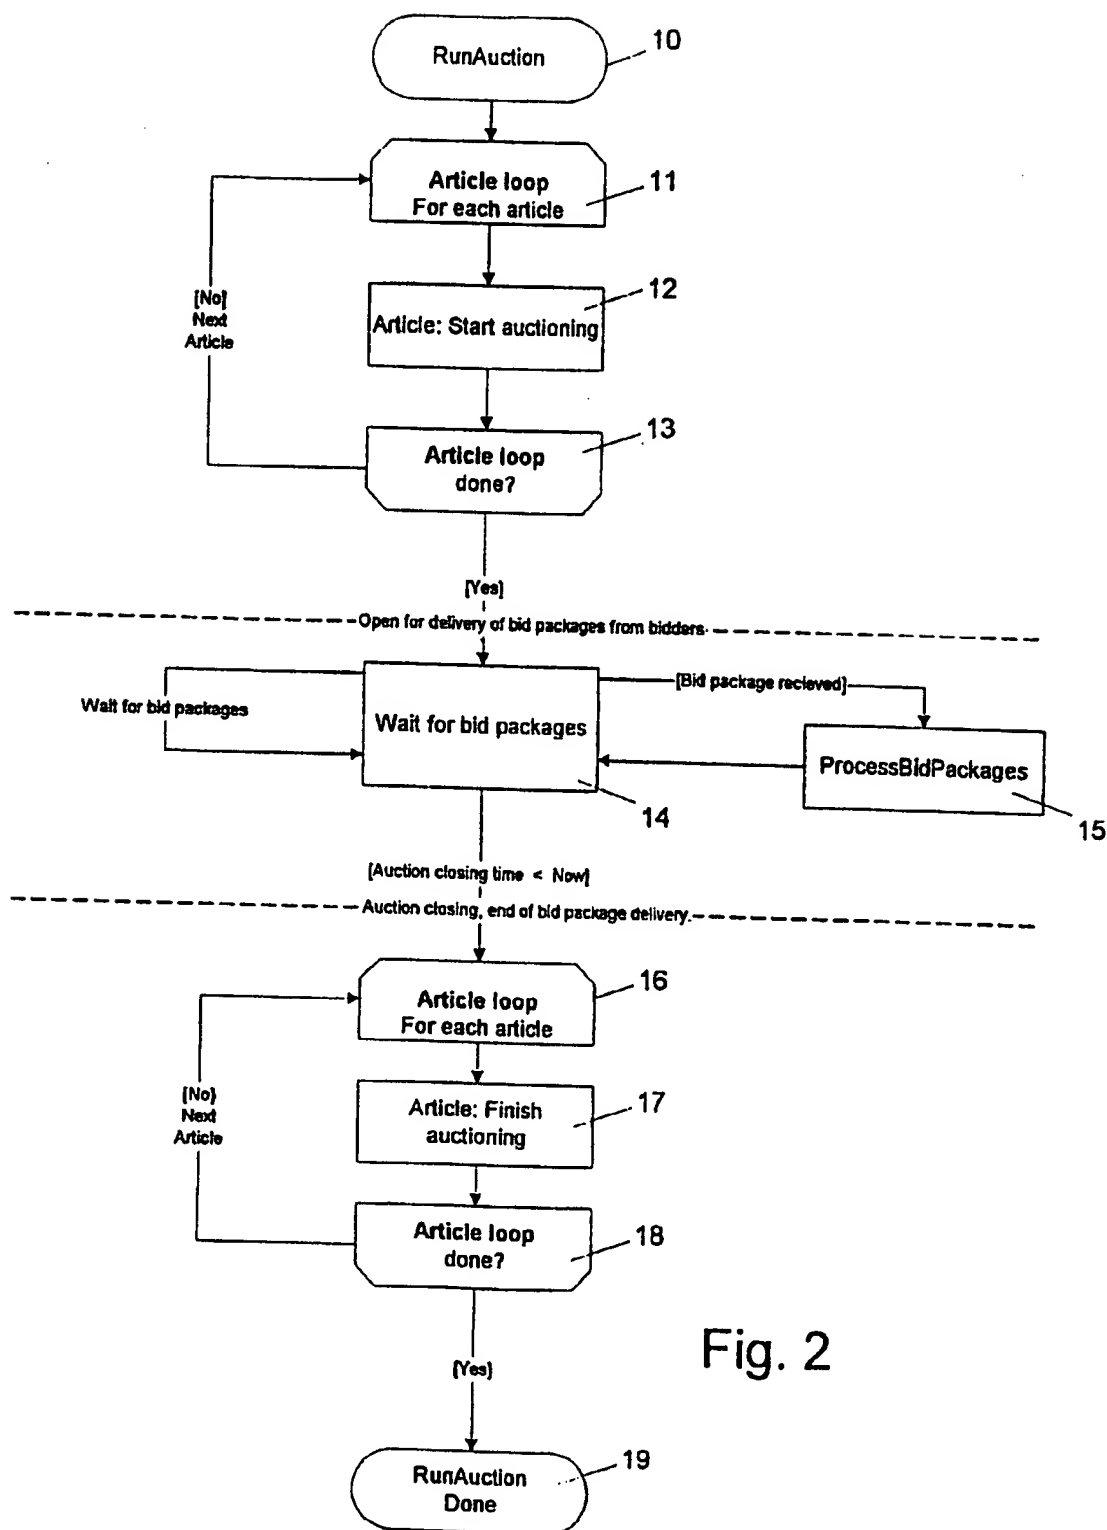 RunAuction
10
Article loop
For each article
11
Article: Start auctioning
12
[No]
Next
Article
Article loop
done?
13
[Yes]
Open for delivery of bid packages from bidders
Wait for bid packages
Wait for bid packages
14
[Bid package recieved]
ProcessBidPackages
15
[Auction closing time < Now]
Auction closing, end of bid package delivery.
Article loop
For each article
16
Article: Finish
auctioning
17
[No]
Next
Article
Article loop
done?
18
[Yes]
Fig. 2
RunAuction
Done
19